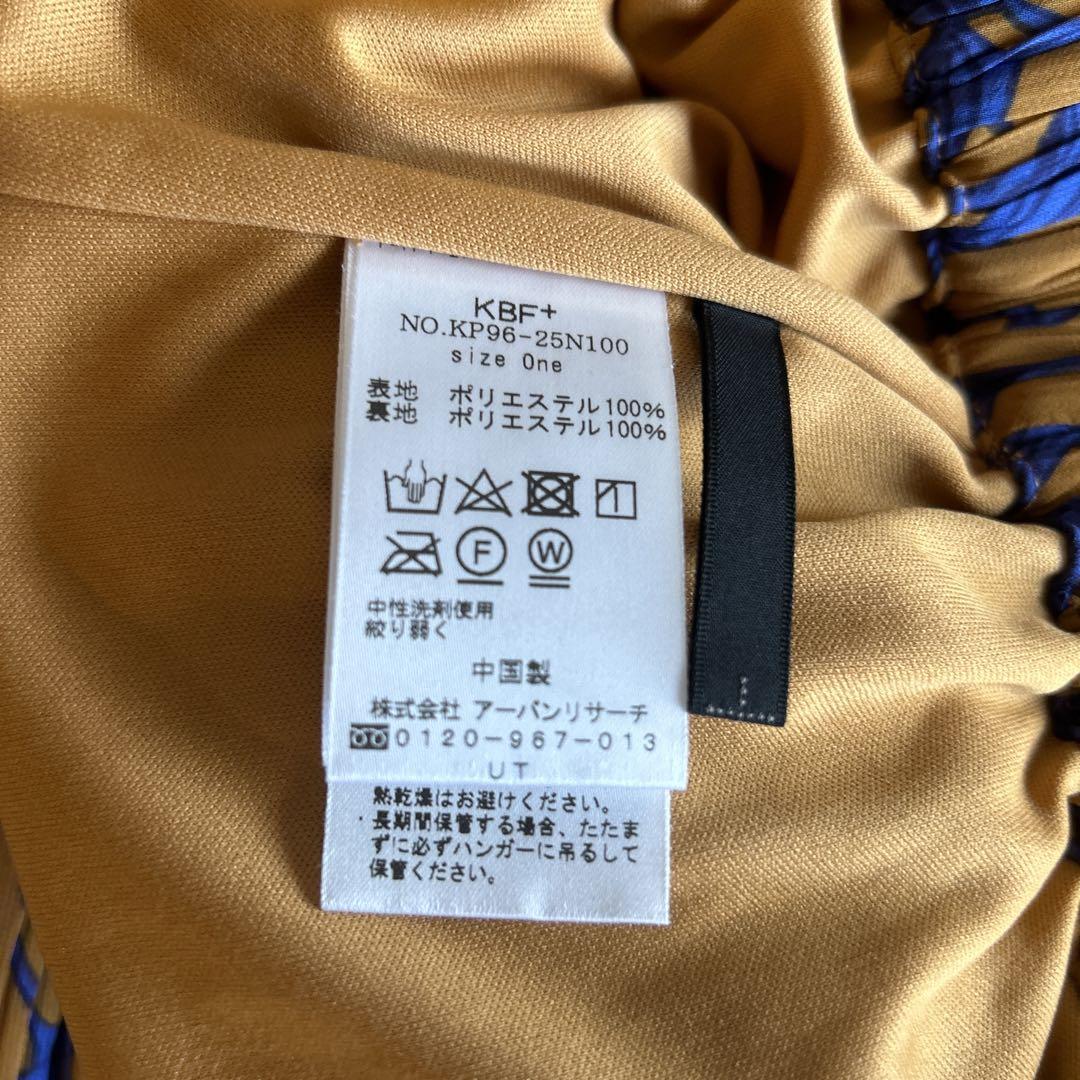 KBF+
NO.KP96-25N100
size One
表地 ポリエステル100%
裏地 ポリエステル100%
F W
中性洗剤使用
絞り弱く
中国製
株式会社 アーバンリサーチ
0120-967-013
UT
熱乾燥はお避けください。
・長期間保管する場合、たたま
ずに必ずハンガーに吊るして
保管ください。